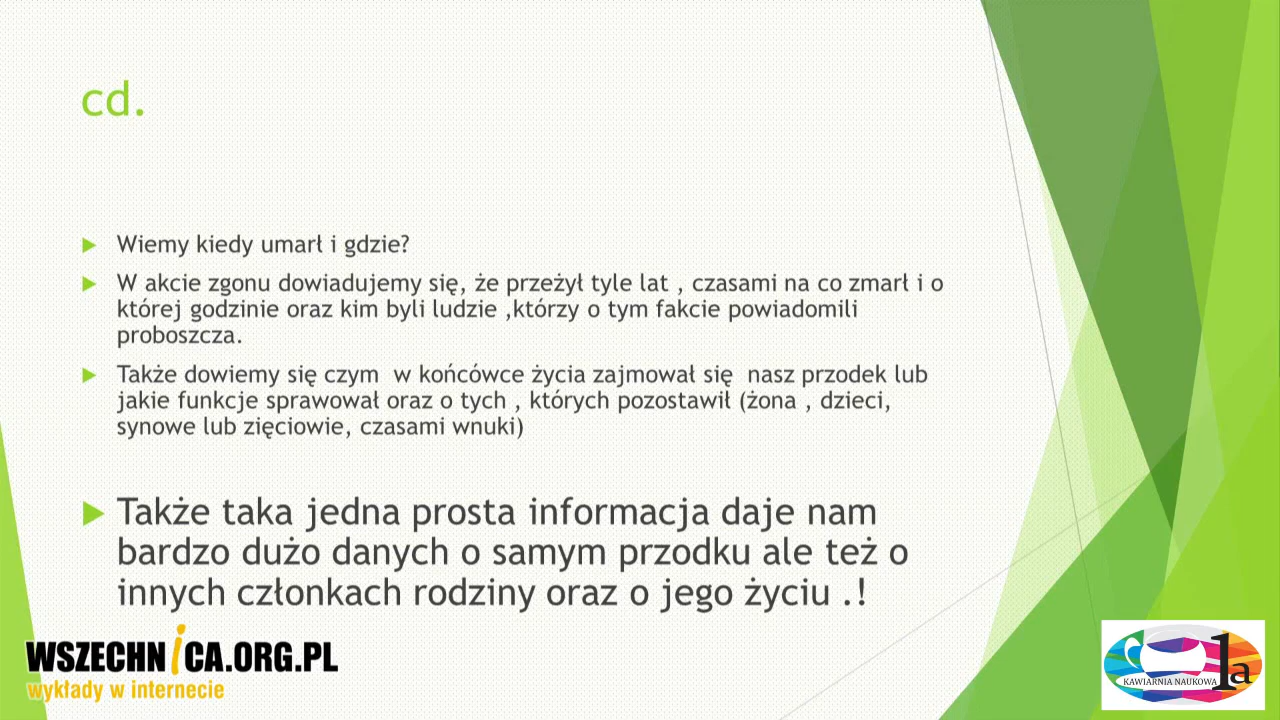 cd.
Wiemy kiedy umarł i gdzie?
W akcie zgonu dowiadujemy się, że przeżył tyle lat , czasami na co zmarł i o
której godzinie oraz kim byli ludzie ,którzy o tym fakcie powiadomili
proboszcza.
Także dowiemy się czym  w końcówce życia zajmował się  nasz przodek lub
jakie funkcje sprawował oraz o tych , których pozostawił (żona , dzieci,
synowe lub zięciowie, czasami wnuki)
Także taka jedna prosta informacja daje nam
bardzo dużo danych o samym przodku ale też o
innych członkach rodziny oraz o jego życiu .!
WSZECHNiCA.ORG.PL
wykłady w internecie
KAWIARNIA NAUKOWA 1a